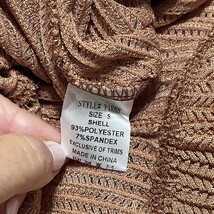 STYLE#
SIZE S
SHELL
93%POLYESTER
7%SPANDEX
EXCLUSIVE OF TRIMS
MADE IN CHINA